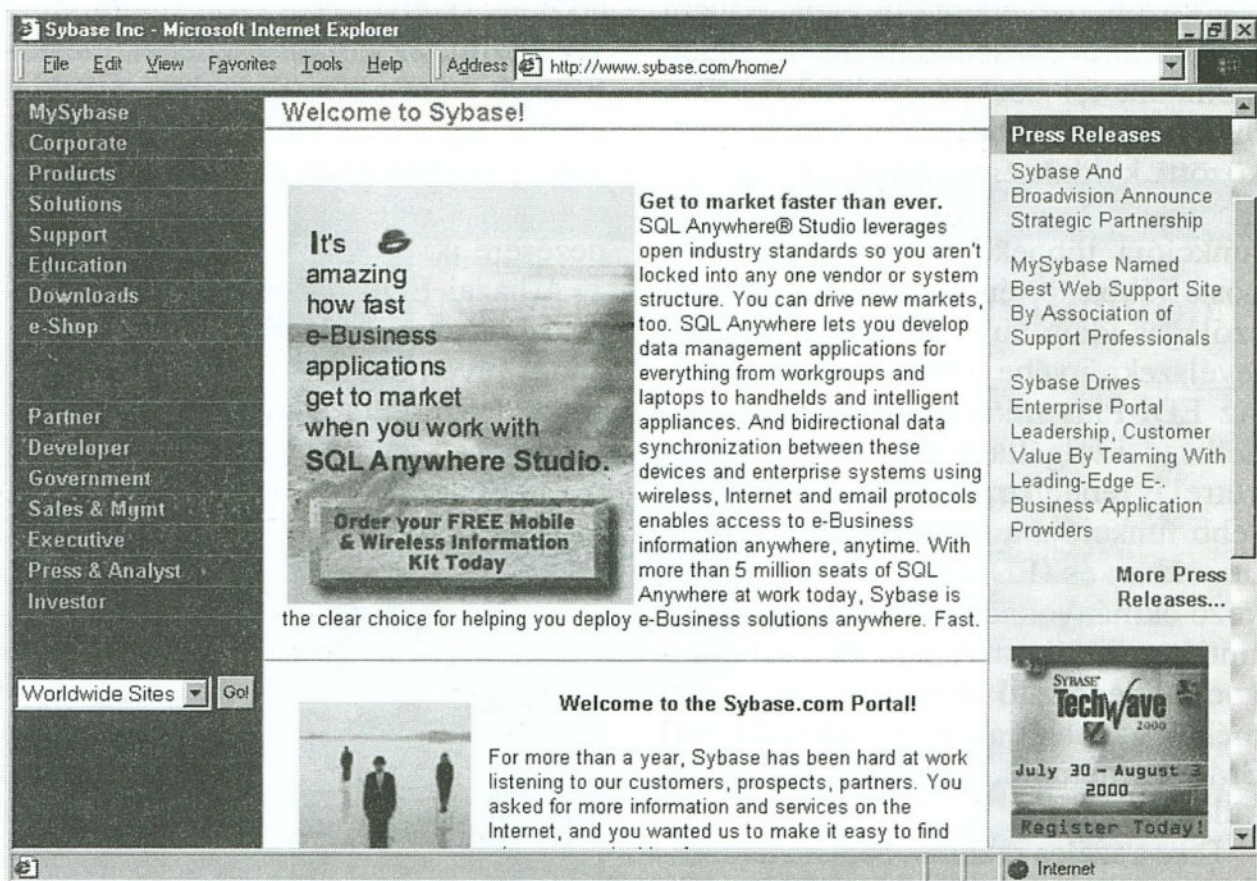 Sybase Inc - Microsoft Internet Explorer
File Edit View Favorites Tools Help Address http://www.sybase.com/home/
MySybase
Corporate
Products
Solutions
Support
Education
Downloads
e-Shop
Partner
Developer
Government
Sales & Mgmt
Executive
Press & Analyst
Investor
Worldwide Sites Go!
Welcome to Sybase!
It's
amazing
how fast
e-Business
applications
get to market
when you work with
SQL Anywhere Studio.
Order your FREE Mobile
& Wireless Information
Kit Today
Get to market faster than ever.
SQL Anywhere® Studio leverages
open industry standards so you aren't
locked into any one vendor or system
structure. You can drive new markets,
too. SQL Anywhere lets you develop
data management applications for
everything from workgroups and
laptops to handhelds and intelligent
appliances. And bidirectional data
synchronization between these
devices and enterprise systems using
wireless, Internet and email protocols
enables access to e-Business
information anywhere, anytime. With
more than 5 million seats of SQL
Anywhere at work today, Sybase is
the clear choice for helping you deploy e-Business solutions anywhere. Fast.
Welcome to the Sybase.com Portal!
For more than a year, Sybase has been hard at work
listening to our customers, prospects, partners. You
asked for more information and services on the
Internet, and you wanted us to make it easy to find
Press Releases
Sybase And
Broadvision Announce
Strategic Partnership
MySybase Named
Best Web Support Site
By Association of
Support Professionals
Sybase Drives
Enterprise Portal
Leadership, Customer
Value By Teaming With
Leading-Edge E-.
Business Application
Providers
More Press
Releases...
SYBASE
TechWave
2000
July 30 - August 3
2000
Register Today!
Internet